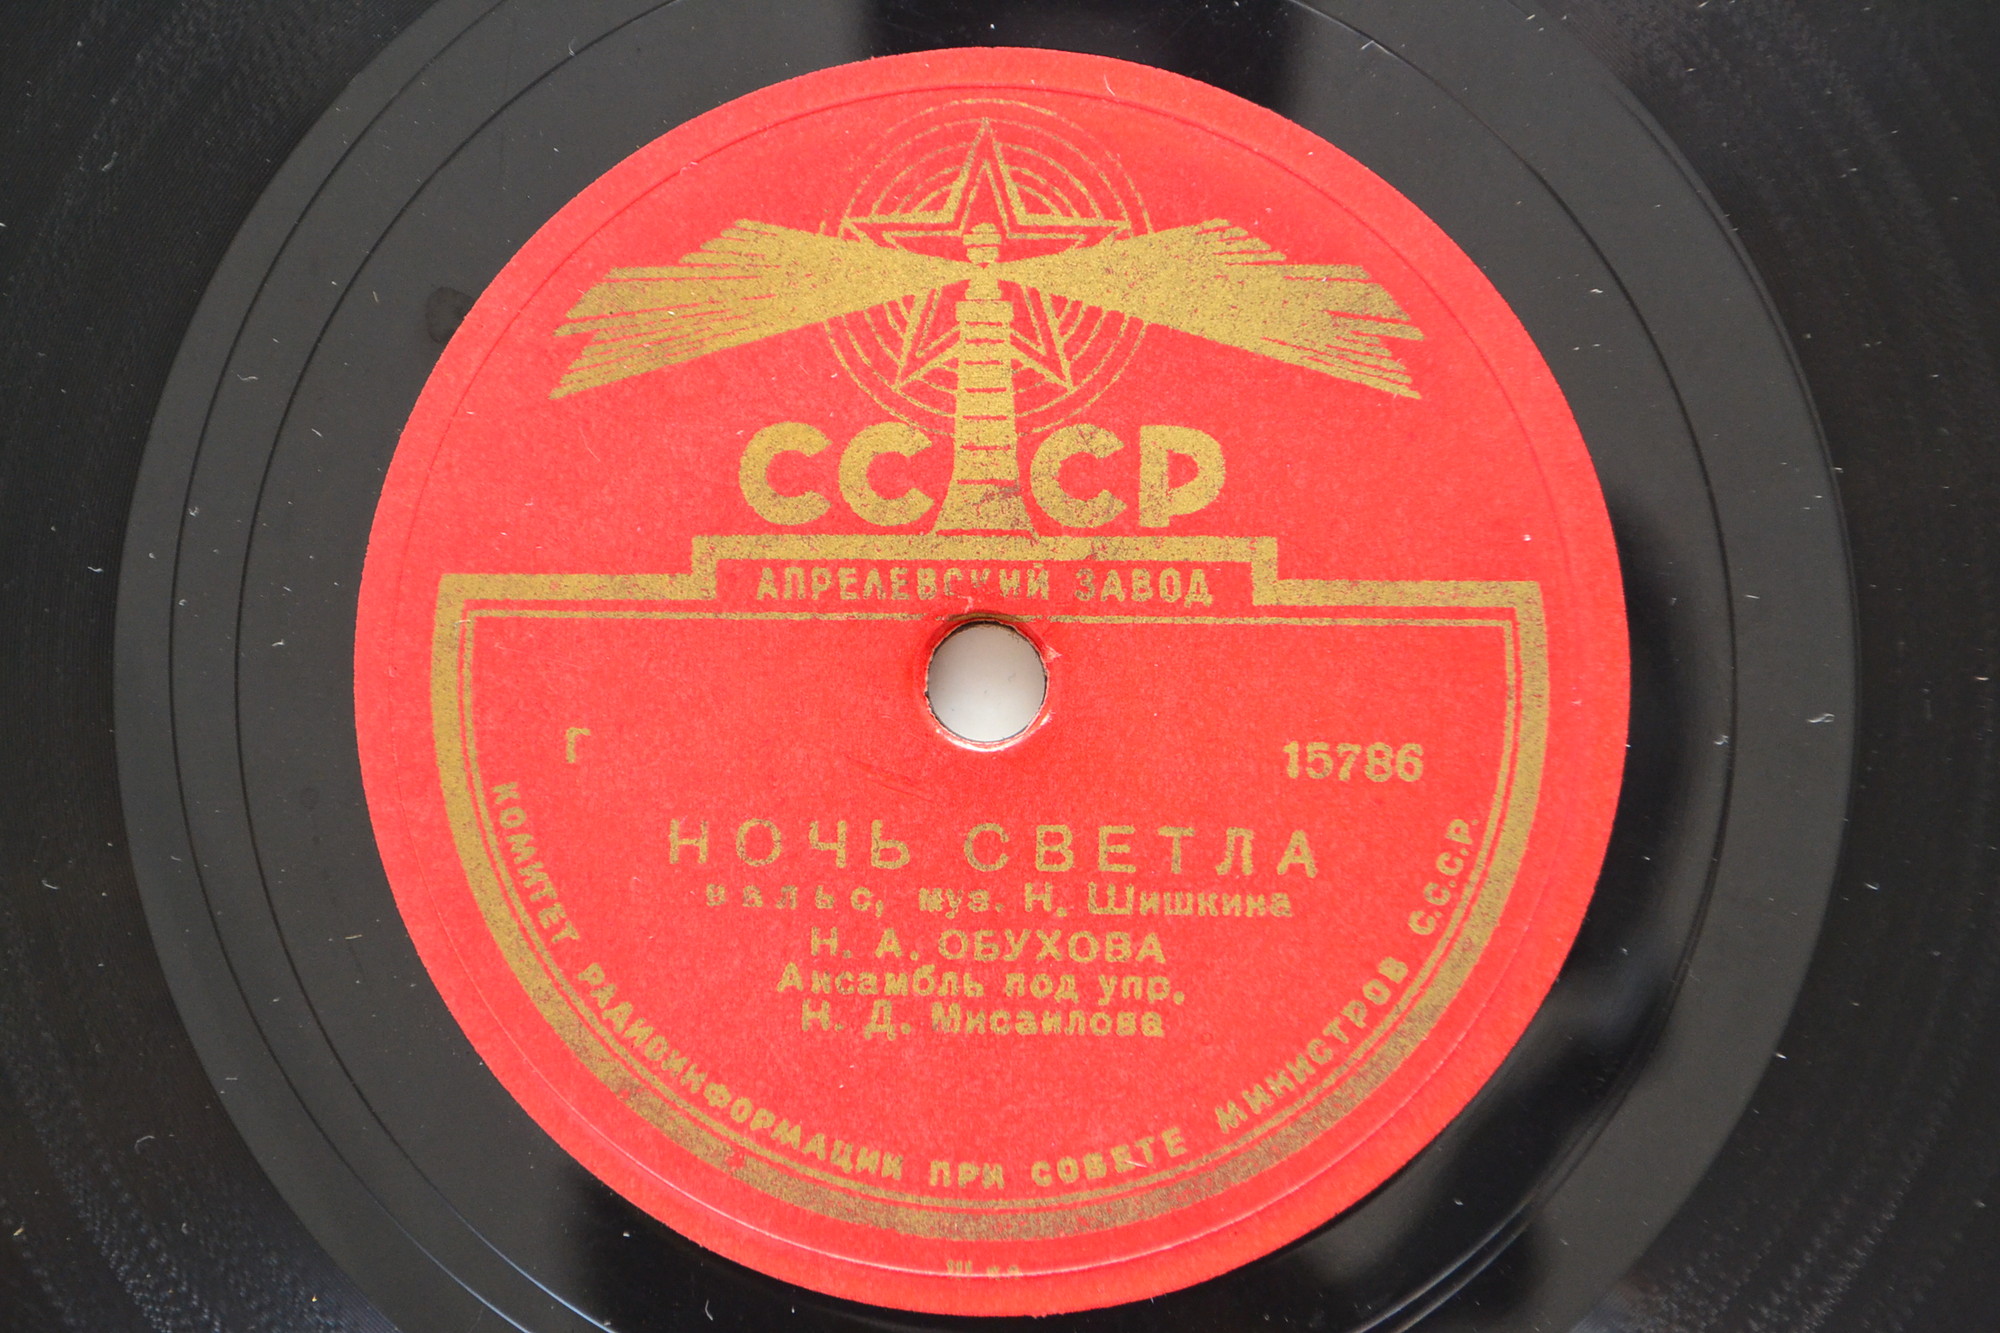 СССР
АПРЕЛЕВСКИЙ ЗАВОД
Г 15786
НОЧЬ СВЕТЛА
вальс, муз. Н. Шишкина
Н. А. ОБУХОВА
Ансамбль под упр.
Н. Д. Мисаилова
КОМИТЕТ РАДИОИНФОРМАЦИИ ПРИ СОВЕТЕ МИНИСТРОВ С.С.С.Р.